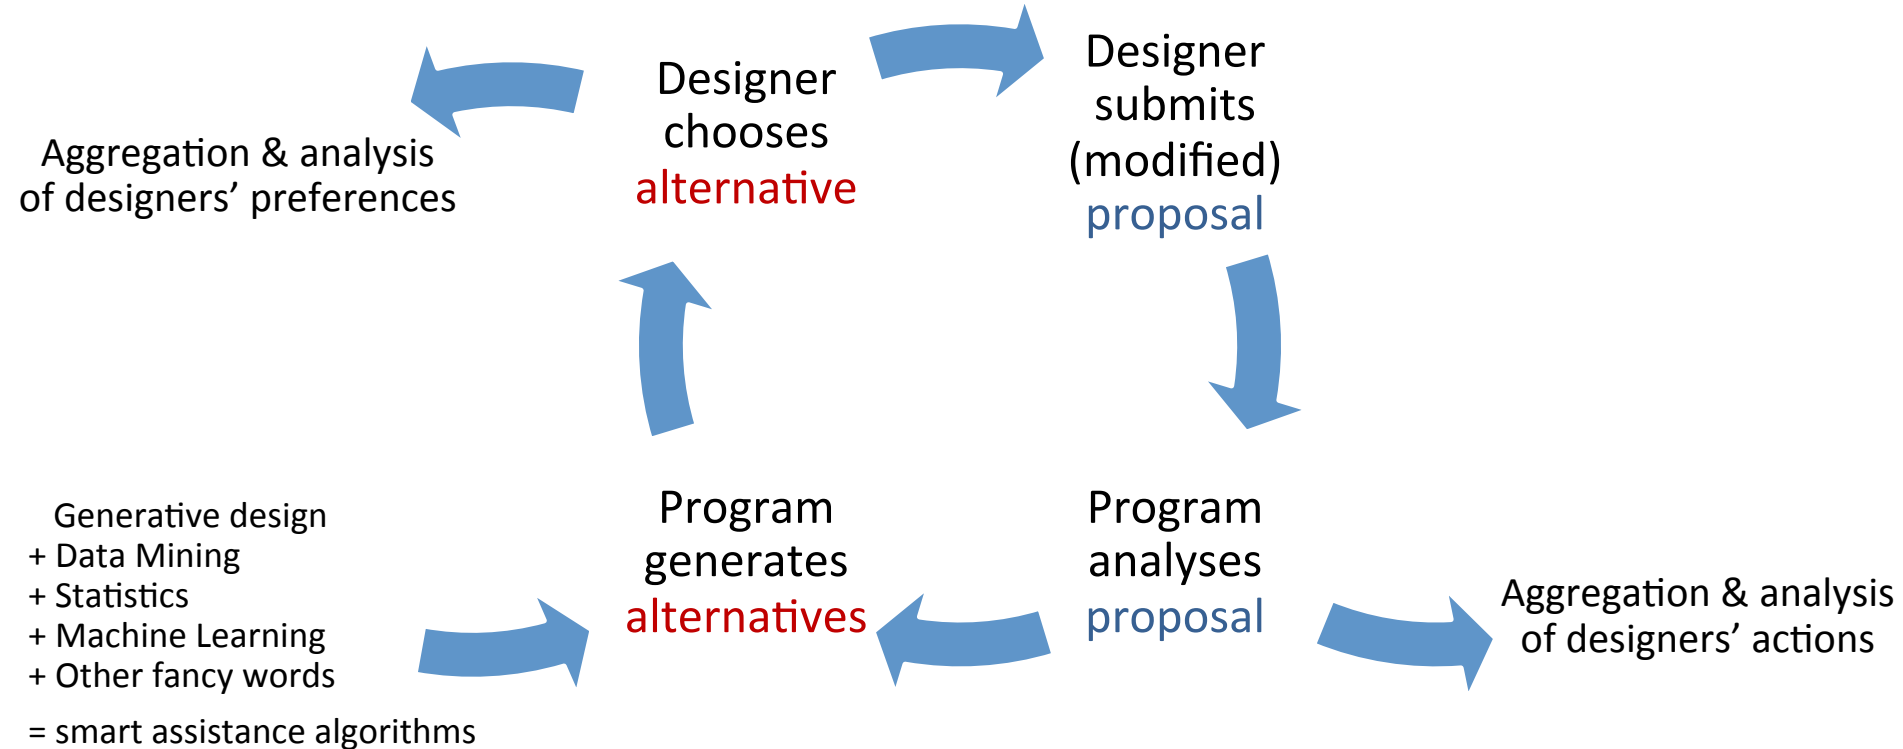 Designer
chooses
alternative
Designer
submits
(modified)
proposal
Aggregation & analysis
of designers’ preferences
Program
generates
alternatives
Program
analyses
proposal
Generative design
+ Data Mining
+ Statistics
+ Machine Learning
+ Other fancy words
= smart assistance algorithms
Aggregation & analysis
of designers’ actions